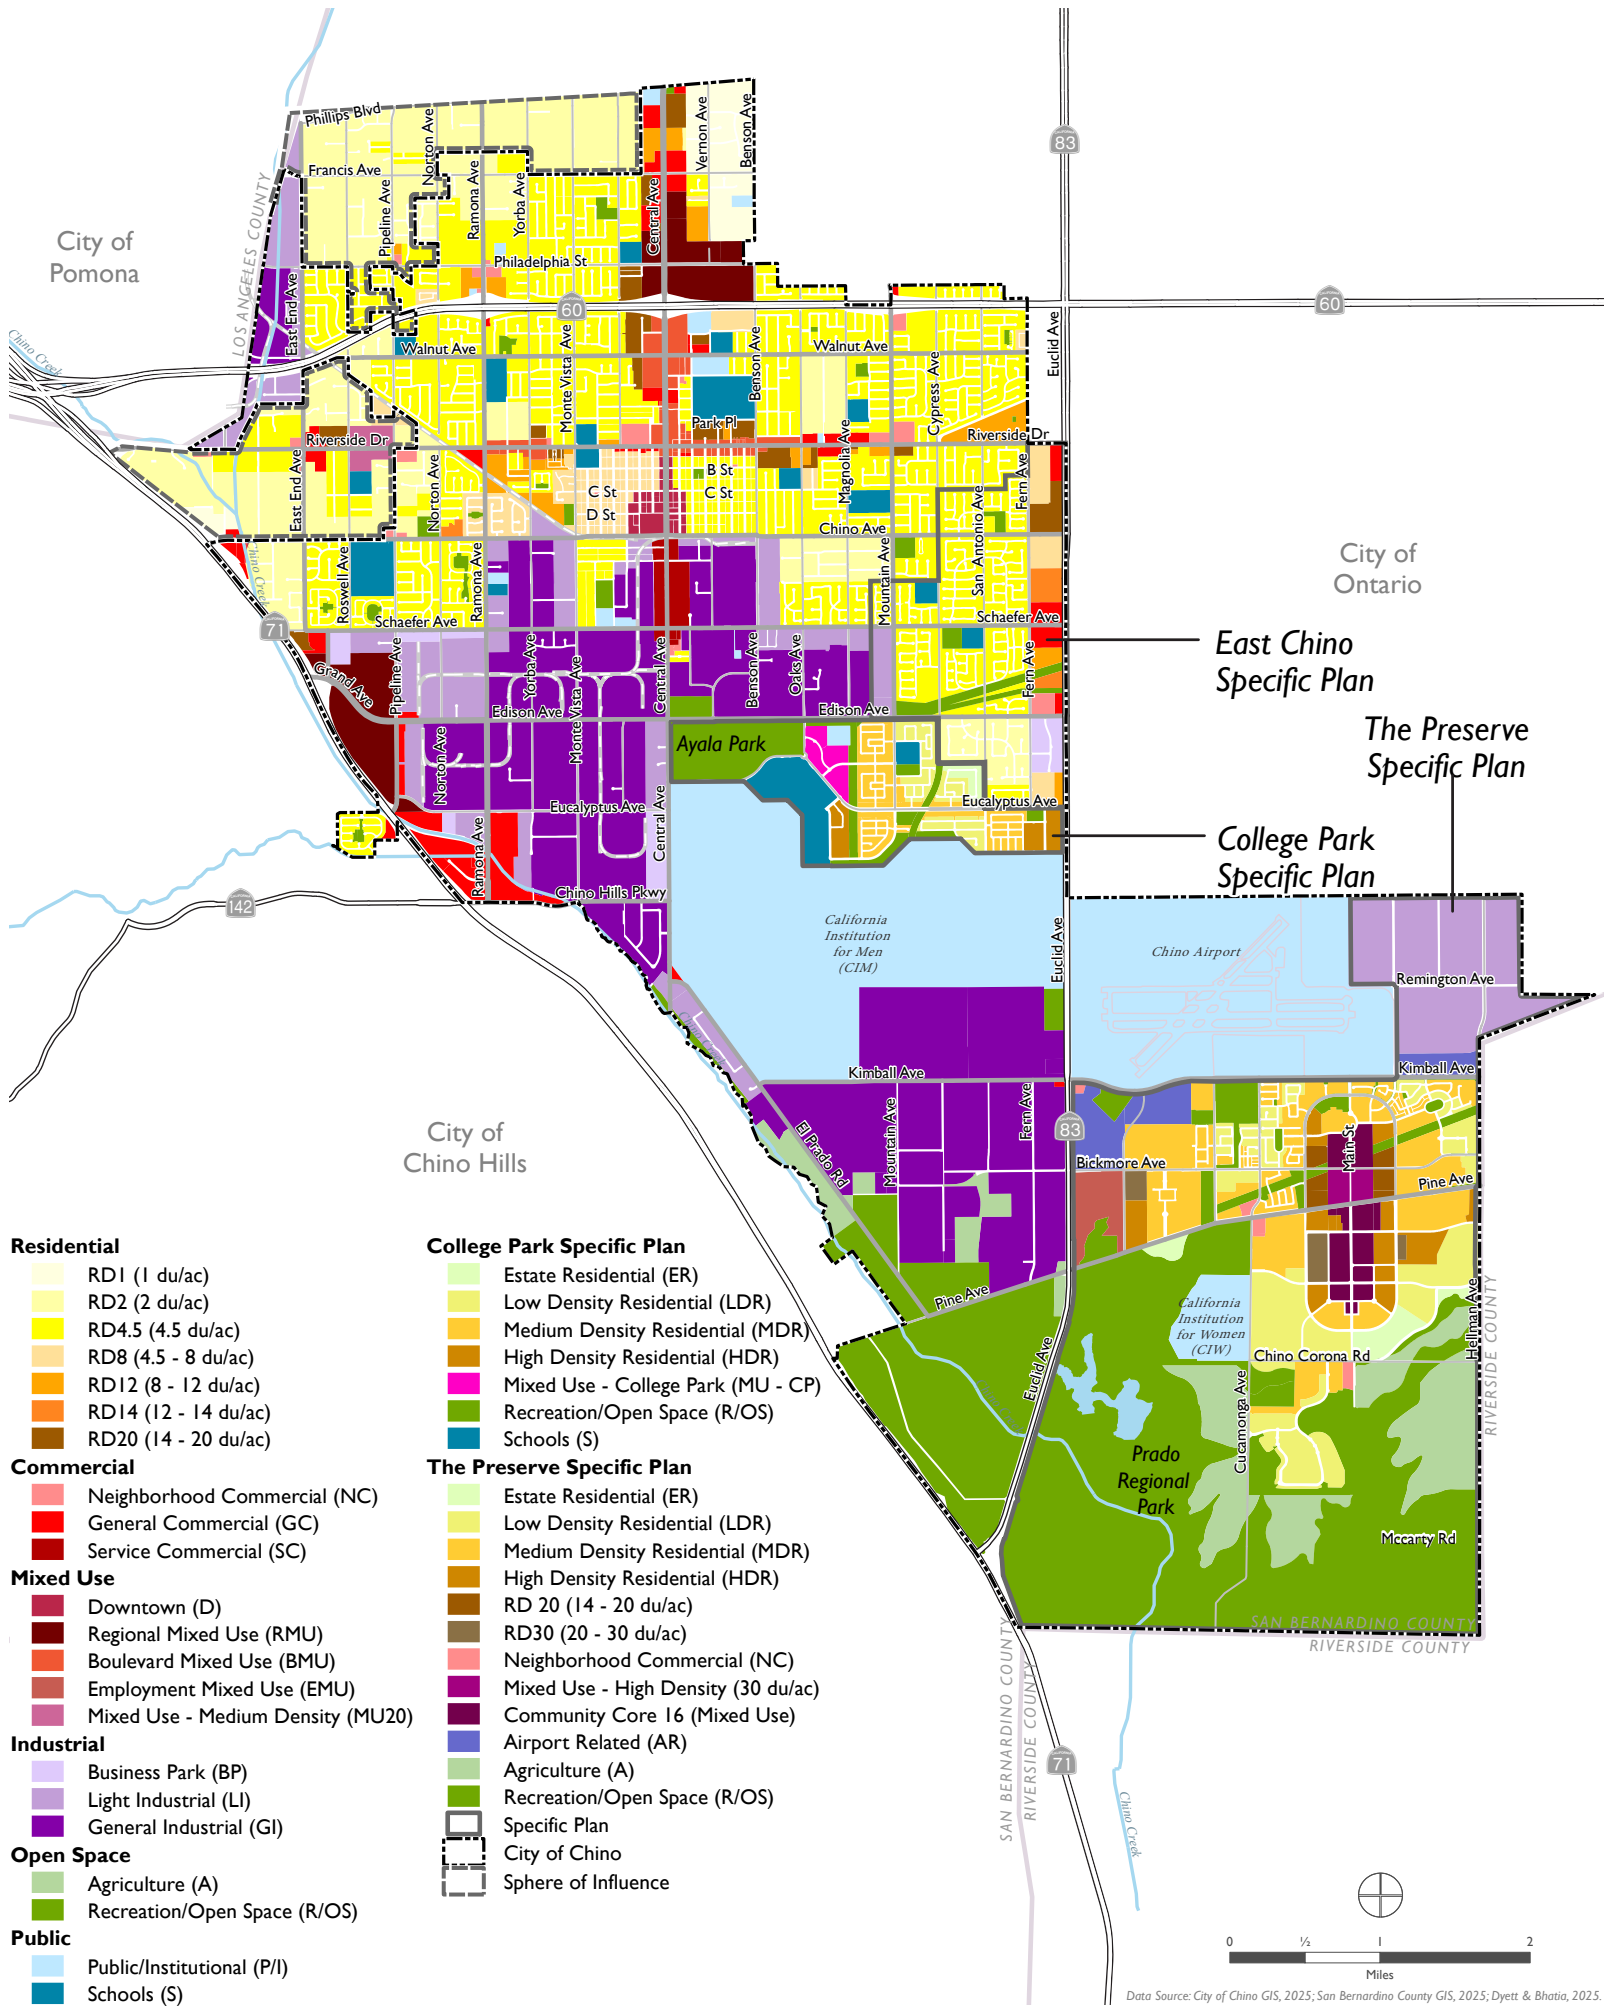 Phillips Blvd
Norton Ave
Vernon Ave
Benson Ave
83
Francis Ave
Pipeline Ave
Ramona Ave
Yorba Ave
Central Ave
LOS ANGELES COUNTY
City of
Pomona
Philadelphia St
East End Ave
60
60
Chino Creek
Walnut Ave
Monte Vista Ave
Benson Ave
Walnut Ave
Cypress Ave
Euclid Ave
Park Pl
Riverside Dr
Magnolia Ave
Riverside Dr
East End Ave
Norton Ave
B St
C St
C St
D St
Fern Ave
San Antonio Ave
Chino Ave
City of
Ontario
Chino Creek
Roswell Ave
Ramona Ave
Mountain Ave
Schaefer Ave
Schaefer Ave
71
East Chino
Specific Plan
Grand Ave
Pipeline Ave
Yorba Ave
Monte Vista Ave
Central Ave
Benson Ave
Oaks Ave
Fern Ave
Edison Ave
Edison Ave
Ayala Park
The Preserve
Specific Plan
Norton Ave
Eucalyptus Ave
Eucalyptus Ave
Central Ave
Ramona Ave
College Park
Specific Plan
Chino Hills Pkwy
142
California
Institution
for Men
(CIM)
Euclid Ave
Chino Airport
Remington Ave
Chino Creek
Kimball Ave
Kimball Ave
City of
Chino Hills
El Prado Rd
Mountain Ave
Fern Ave
83
Bickmore Ave
Main St
Pine Ave
Pine Ave
California
Institution
for Women
(CIW)
Hellman Ave
RIVERSIDE COUNTY
Euclid Ave
Chino Corona Rd
Cucamonga Ave
Prado
Regional
Park
Mccarty Rd
SAN BERNARDINO COUNTY
RIVERSIDE COUNTY
SAN BERNARDINO COUNTY
RIVERSIDE COUNTY
71
Chino Creek
Residential
RD1 (1 du/ac)
RD2 (2 du/ac)
RD4.5 (4.5 du/ac)
RD8 (4.5 - 8 du/ac)
RD12 (8 - 12 du/ac)
RD14 (12 - 14 du/ac)
RD20 (14 - 20 du/ac)
Commercial
Neighborhood Commercial (NC)
General Commercial (GC)
Service Commercial (SC)
Mixed Use
Downtown (D)
Regional Mixed Use (RMU)
Boulevard Mixed Use (BMU)
Employment Mixed Use (EMU)
Mixed Use - Medium Density (MU20)
Industrial
Business Park (BP)
Light Industrial (LI)
General Industrial (GI)
Open Space
Agriculture (A)
Recreation/Open Space (R/OS)
Public
Public/Institutional (P/I)
Schools (S)
College Park Specific Plan
Estate Residential (ER)
Low Density Residential (LDR)
Medium Density Residential (MDR)
High Density Residential (HDR)
Mixed Use - College Park (MU - CP)
Recreation/Open Space (R/OS)
Schools (S)
The Preserve Specific Plan
Estate Residential (ER)
Low Density Residential (LDR)
Medium Density Residential (MDR)
High Density Residential (HDR)
RD 20 (14 - 20 du/ac)
RD30 (20 - 30 du/ac)
Neighborhood Commercial (NC)
Mixed Use - High Density (30 du/ac)
Community Core 16 (Mixed Use)
Airport Related (AR)
Agriculture (A)
Recreation/Open Space (R/OS)
Specific Plan
City of Chino
Sphere of Influence
0 ½ 1 2
Miles
Data Source: City of Chino GIS, 2025; San Bernardino County GIS, 2025; Dyett & Bhatia, 2025.